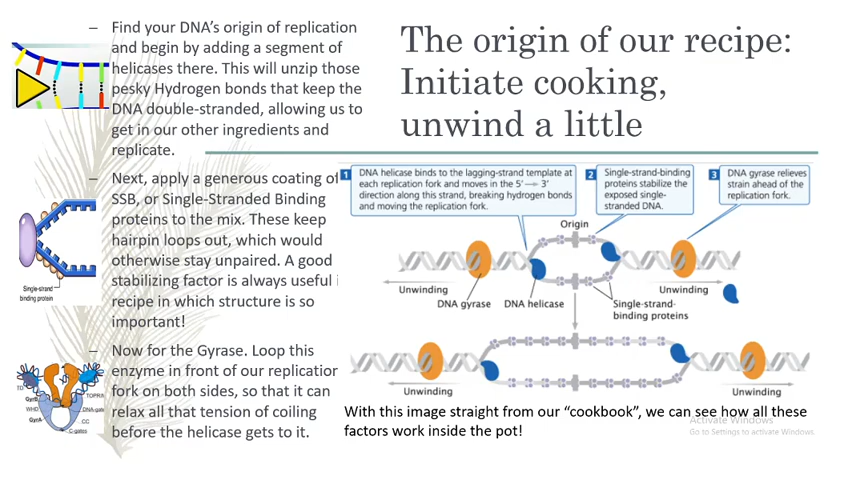 The origin of our recipe:
Initiate cooking,
unwind a little
– Find your DNA's origin of replication
and begin by adding a segment of
helicases there. This will unzip those
pesky Hydrogen bonds that keep the
DNA double-stranded, allowing us to
get in our other ingredients and
replicate.
– Next, apply a generous coating of
SSB, or Single-Stranded Binding
proteins to the mix. These keep
hairpin loops out, which would
otherwise stay unpaired. A good
stabilizing factor is always useful i
recipe in which structure is so
important!
– Now for the Gyrase. Loop this
enzyme in front of our replication
fork on both sides, so that it can
relax all that tension of coiling
before the helicase gets to it.
Single-strand
binding protein
TD
GyrB
WHD
GyrA
TOPRIM
DNA-gate
CC
C-gates
1 DNA helicase binds to the lagging-strand template at
each replication fork and moves in the 5′ → 3′
direction along this strand, breaking hydrogen bonds
and moving the replication fork.
2 Single-strand-binding
proteins stabilize the
exposed single-
stranded DNA.
3 DNA gyrase relieves
strain ahead of the
replication fork.
Origin
Unwinding
DNA gyrase
DNA helicase
Single-strand-
binding proteins
Unwinding
Unwinding
Unwinding
With this image straight from our "cookbook", we can see how all these
factors work inside the pot!
Activate Windows
Go to Settings to activate Windows.